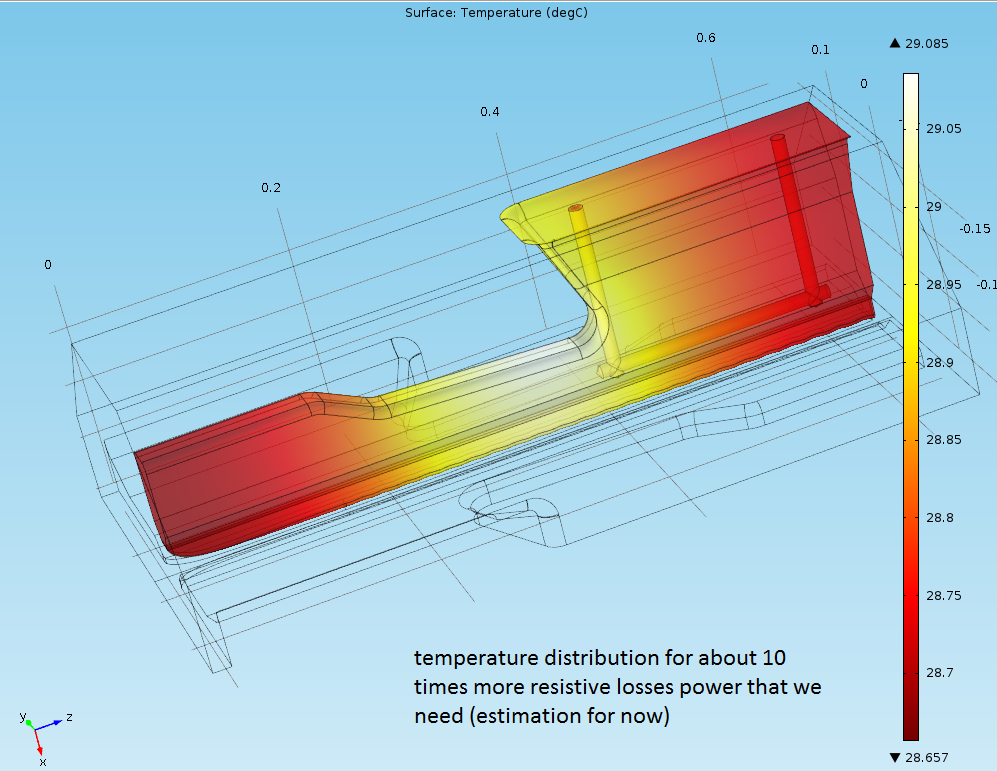 Surface: Temperature (degC)
0.6
0.1
▲ 29.085
0
0.4
29.05
0.2
29
-0.15
0
28.95
-0.1
28.9
28.85
28.8
28.75
temperature distribution for about 10
times more resistive losses power that we
need (estimation for now)
28.7
y
z
x
▼ 28.657